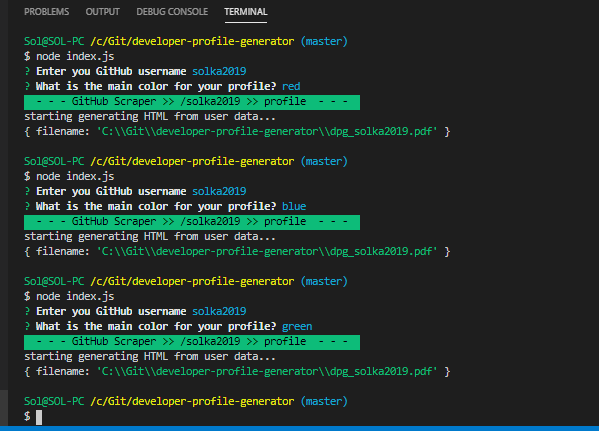 PROBLEMS OUTPUT DEBUG CONSOLE TERMINAL
Sol@SOL-PC /c/Git/developer-profile-generator (master)
$ node index.js
? Enter you GitHub username solka2019
? What is the main color for your profile? red
- - - GitHub Scraper >> /solka2019 >> profile - - -
starting generating HTML from user data...
{ filename: 'C:\\Git\\developer-profile-generator\\dpg_solka2019.pdf' }
Sol@SOL-PC /c/Git/developer-profile-generator (master)
$ node index.js
? Enter you GitHub username solka2019
? What is the main color for your profile? blue
- - - GitHub Scraper >> /solka2019 >> profile - - -
starting generating HTML from user data...
{ filename: 'C:\\Git\\developer-profile-generator\\dpg_solka2019.pdf' }
Sol@SOL-PC /c/Git/developer-profile-generator (master)
$ node index.js
? Enter you GitHub username solka2019
? What is the main color for your profile? green
- - - GitHub Scraper >> /solka2019 >> profile - - -
starting generating HTML from user data...
{ filename: 'C:\\Git\\developer-profile-generator\\dpg_solka2019.pdf' }
Sol@SOL-PC /c/Git/developer-profile-generator (master)
$